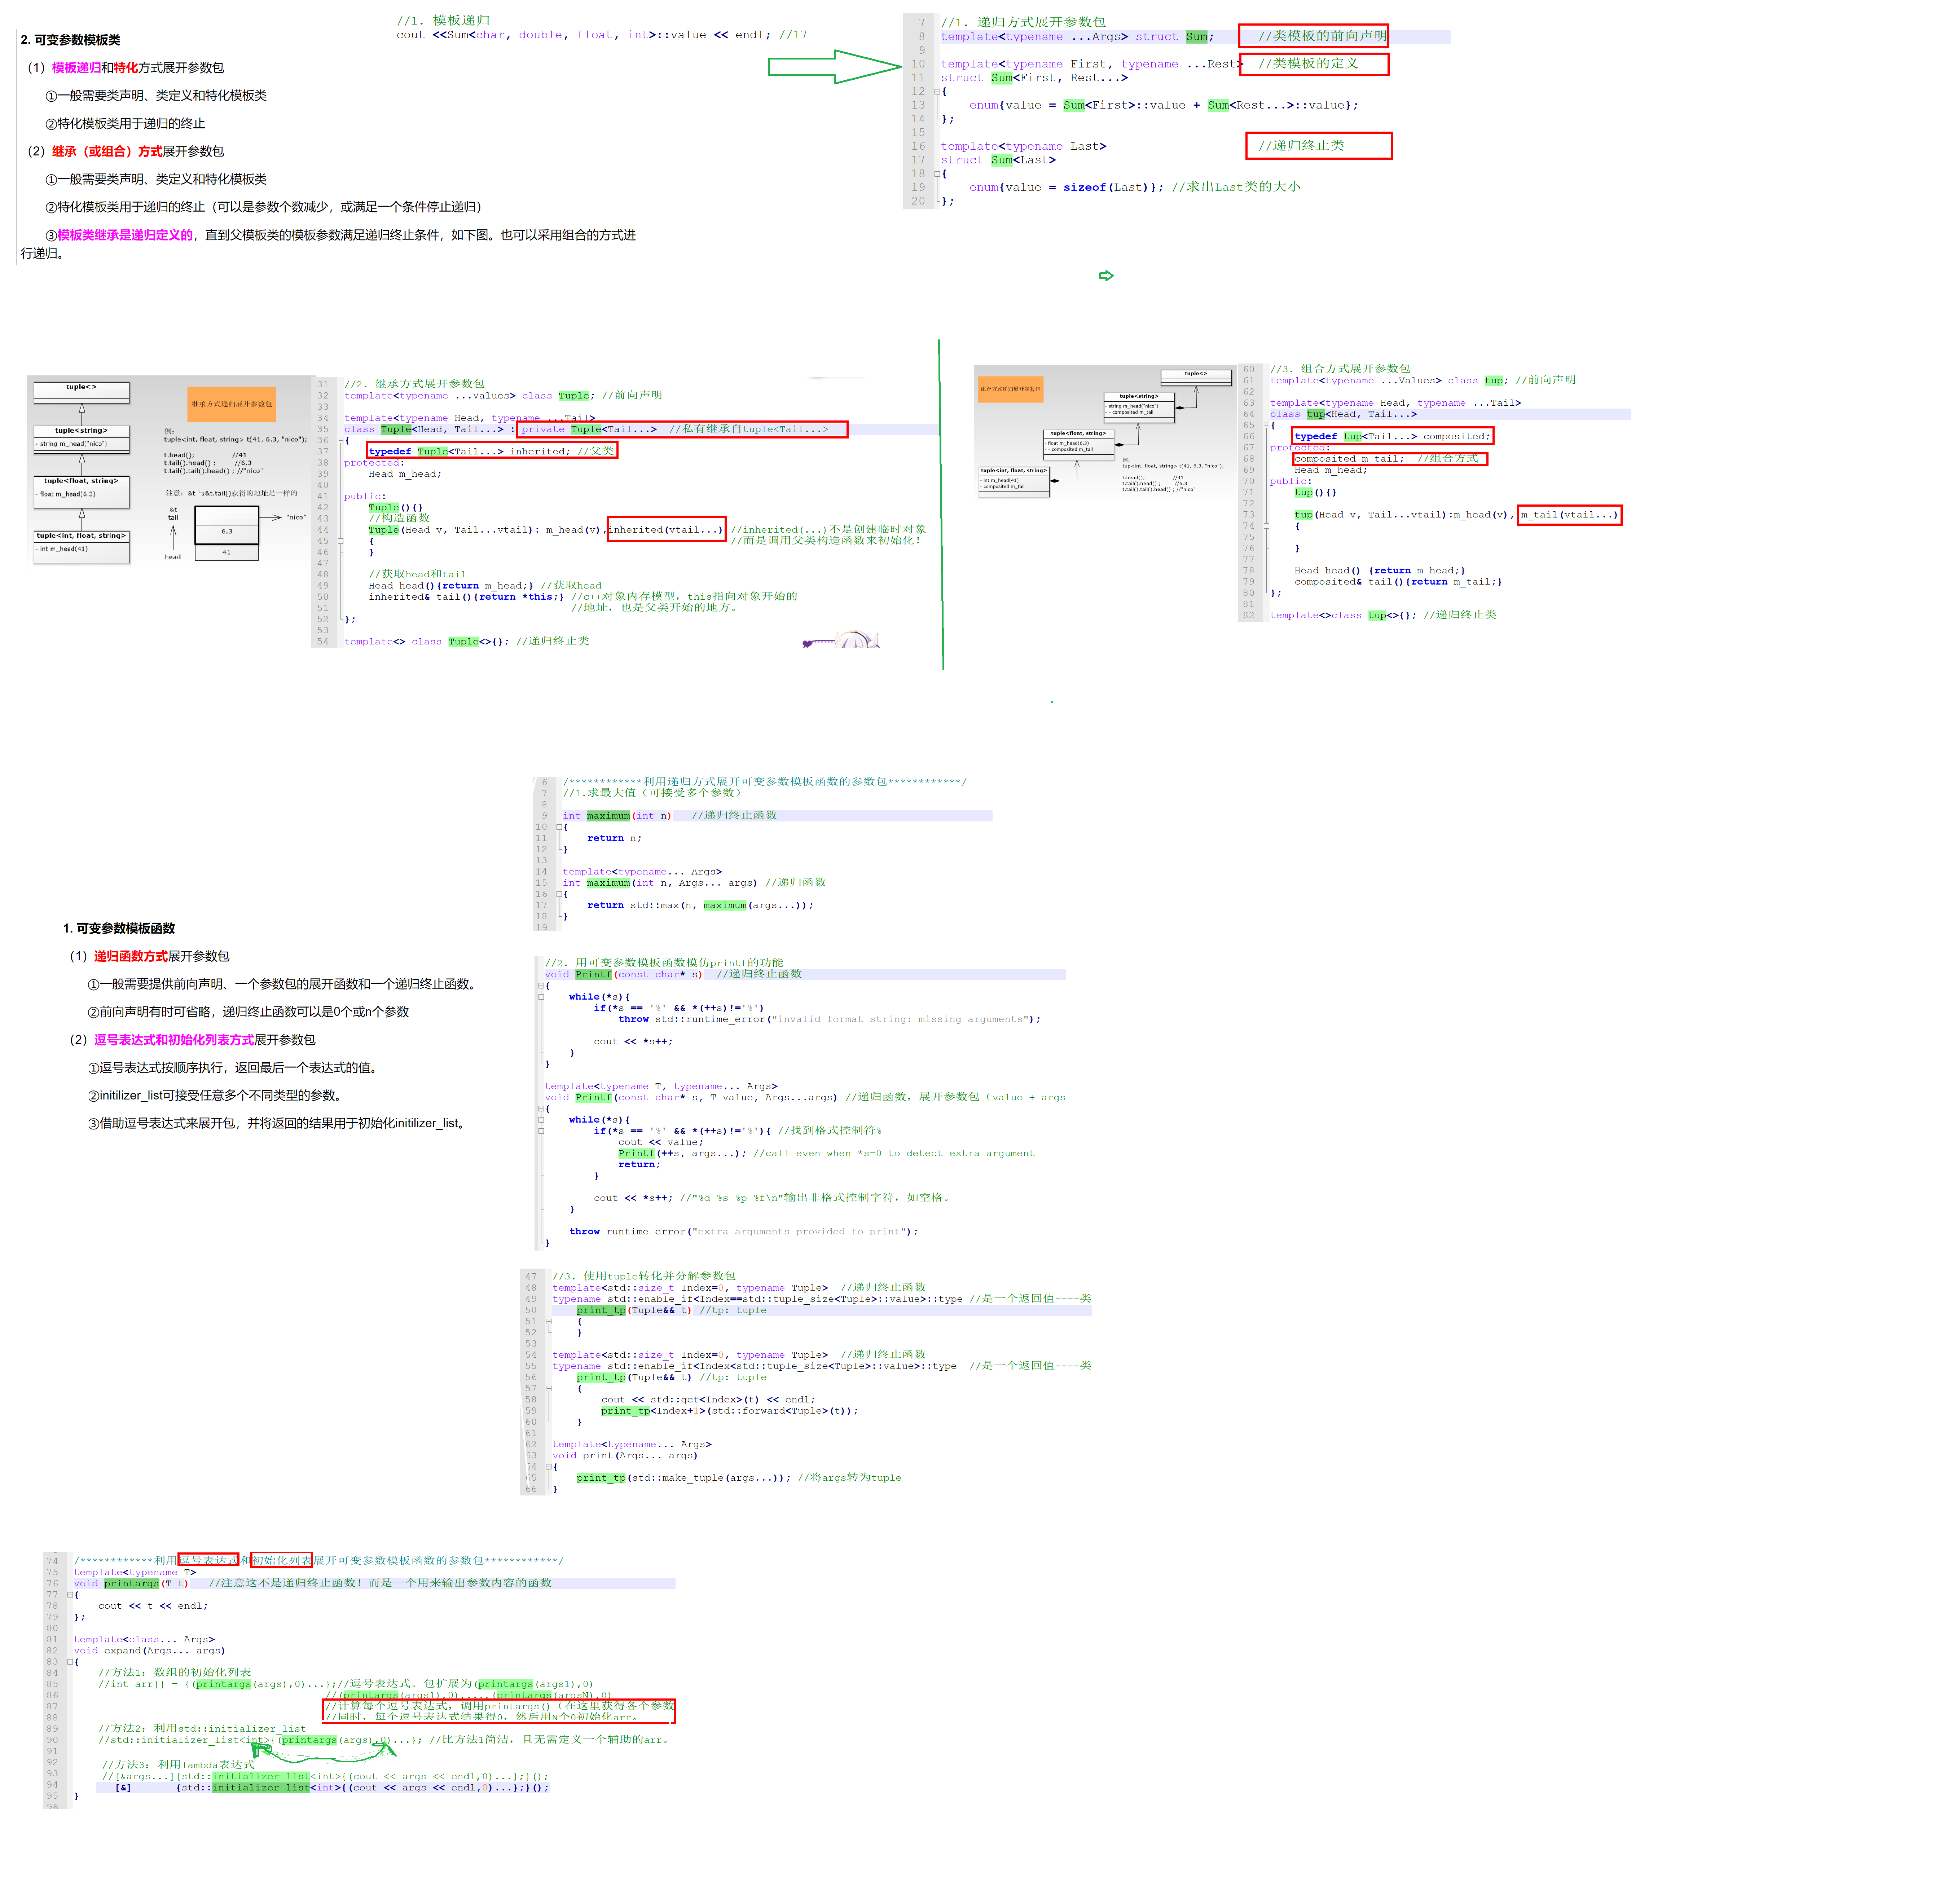 2. 可变参数模板类
（1）模板递归和特化方式展开参数包
①一般需要类声明、类定义和特化模板类
②特化模板类用于递归的终止
（2）继承（或组合）方式展开参数包
①一般需要类声明、类定义和特化模板类
②特化模板类用于递归的终止（可以是参数个数减少，或满足一个条件停止递归）
③模板类继承是递归定义的，直到父模板类的模板参数满足递归终止条件，如下图。也可以采用组合的方式进
行递归。
//1. 模板递归
cout <<Sum<char, double, float, int>::value << endl; //17
7 //1. 递归方式展开参数包
8 template<typename ...Args> struct Sum; //类模板的前向声明
9
10 template<typename First, typename ...Rest> //类模板的定义
11 struct Sum<First, Rest...>
12 {
13 enum{value = Sum<First>::value + Sum<Rest...>::value};
14 };
15
16 template<typename Last> //递归终止类
17 struct Sum<Last>
18 {
19 enum{value = sizeof(Last)}; //求出Last类的大小
20 };
tuple<>
tuple<string>
- string m_head("nico")
tuple<float, string>
- float m_head(6.3)
tuple<int, float, string>
- int m_head(41)
继承方式递归展开参数包
例:
tuple<int, float, string> t(41, 6.3, "nico");
t.head(); //41
t.tail().head() ; //6.3
t.tail().tail().head() ; //"nico"
注意: &t 与&t.tail()获得的地址是一样的
&t
tail
head
"nico"
6.3
41
31 //2. 继承方式展开参数包
32 template<typename ...Values> class Tuple; //前向声明
33
34 template<typename Head, typename ...Tail>
35 class Tuple<Head, Tail...> : private Tuple<Tail...> //私有继承自tuple<Tail...>
36 {
37 typedef Tuple<Tail...> inherited; //父类
38 protected:
39 Head m_head;
40
41 public:
42 Tuple(){}
43 //构造函数
44 Tuple(Head v, Tail...vtail): m_head(v),inherited(vtail...) //inherited(...)不是创建临时对象
45 { //而是调用父类构造函数来初始化!
46 }
47
48 //获取head和tail
49 Head head(){return m_head;} //获取head
50 inherited& tail(){return *this;} //c++对象内存模型，this指向对象开始的
51 //地址，也是父类开始的地方。
52 };
53
54 template<> class Tuple<>{}; //递归终止类
组合方式递归展开参数包
tuple<>
tuple<string>
- string m_head("nico")
- composited m_tail
tuple<float, string>
- float m_head(6.3)
- composited m_tail
tuple<int, float, string>
- int m_head(41)
- composited m_tail
例:
tup<int, float, string> t(41, 6.3, "nico");
t.head(); //41
t.tail().head() ; //6.3
t.tail().tail().head() ; //"nico"
60 //3. 组合方式展开参数包
61 template<typename ...Values> class tup; //前向声明
62
63 template<typename Head, typename ...Tail>
64 class tup<Head, Tail...>
65 {
66 typedef tup<Tail...> composited;
67 protected:
68 composited m_tail; //组合方式
69 Head m_head;
70 public:
71 tup(){}
72
73 tup(Head v, Tail...vtail):m_head(v), m_tail(vtail...)
74 {
75
76 }
77
78 Head head() {return m_head;}
79 composited& tail(){return m_tail;}
80 };
81
82 template<>class tup<>{}; //递归终止类
6 /************利用递归方式展开可变参数模板函数的参数包************/
7 //1.求最大值（可接受多个参数）
8
9 int maximum(int n) //递归终止函数
10 {
11 return n;
12 }
13
14 template<typename... Args>
15 int maximum(int n, Args... args) //递归函数
16 {
17 return std::max(n, maximum(args...));
18 }
19
1. 可变参数模板函数
（1）递归函数方式展开参数包
①一般需要提供前向声明、一个参数包的展开函数和一个递归终止函数。
②前向声明有时可省略，递归终止函数可以是0个或n个参数
（2）逗号表达式和初始化列表方式展开参数包
①逗号表达式按顺序执行，返回最后一个表达式的值。
②initilizer_list可接受任意多个不同类型的参数。
③借助逗号表达式来展开包，并将返回的结果用于初始化initilizer_list。
//2. 用可变参数模板函数模仿printf的功能
void Printf(const char* s) //递归终止函数
{
while(*s){
if(*s == '%' && *(++s)!='%')
throw std::runtime_error("invalid format string: missing arguments");
cout << *s++;
}
}
template<typename T, typename... Args>
void Printf(const char* s, T value, Args...args) //递归函数，展开参数包（value + args
{
while(*s){
if(*s == '%' && *(++s)!='%'){ //找到格式控制符%
cout << value;
Printf(++s, args...); //call even when *s=0 to detect extra argument
return;
}
cout << *s++; //"%d %s %p %f\n"输出非格式控制字符，如空格。
}
throw runtime_error("extra arguments provided to print");
}
47 //3. 使用tuple转化并分解参数包
48 template<std::size_t Index=0, typename Tuple> //递归终止函数
49 typename std::enable_if<Index==std::tuple_size<Tuple>::value>::type //是一个返回值----类
50 print_tp(Tuple&& t) //tp: tuple
51 {
52 }
53
54 template<std::size_t Index=0, typename Tuple> //递归终止函数
55 typename std::enable_if<Index<std::tuple_size<Tuple>::value>::type //是一个返回值----类
56 print_tp(Tuple&& t) //tp: tuple
57 {
58 cout << std::get<Index>(t) << endl;
59 print_tp<Index+1>(std::forward<Tuple>(t));
60 }
61
62 template<typename... Args>
63 void print(Args... args)
64 {
65 print_tp(std::make_tuple(args...)); //将args转为tuple
66 }
74 /************利用逗号表达式和初始化列表展开可变参数模板函数的参数包************/
75 template<typename T>
76 void printargs(T t) //注意这不是递归终止函数！而是一个用来输出参数内容的函数
77 {
78 cout << t << endl;
79 };
80
81 template<class... Args>
82 void expand(Args... args)
83 {
84 //方法1：数组的初始化列表
85 //int arr[] = {(printargs(args),0)...};//逗号表达式。包扩展为(printargs(args1),0)
86 //(printargs(args1),0),...,(printargs(argsN),0)
87 //计算每个逗号表达式，调用printargs()（在这里获得各个参数
88 //同时，每个逗号表达式结果得0，然后用N个0初始化arr。
89 //方法2：利用std::initializer_list
90 //std::initializer_list<int>{(printargs(args),0)...}; //比方法1简洁，且无需定义一个辅助的arr。
91
92 //方法3：利用lambda表达式
93 //[&args...]{std::initializer_list<int>{(cout << args << endl,0)...};}();
94 [&] {std::initializer_list<int>{(cout << args << endl,0)...};}();
95 }
96